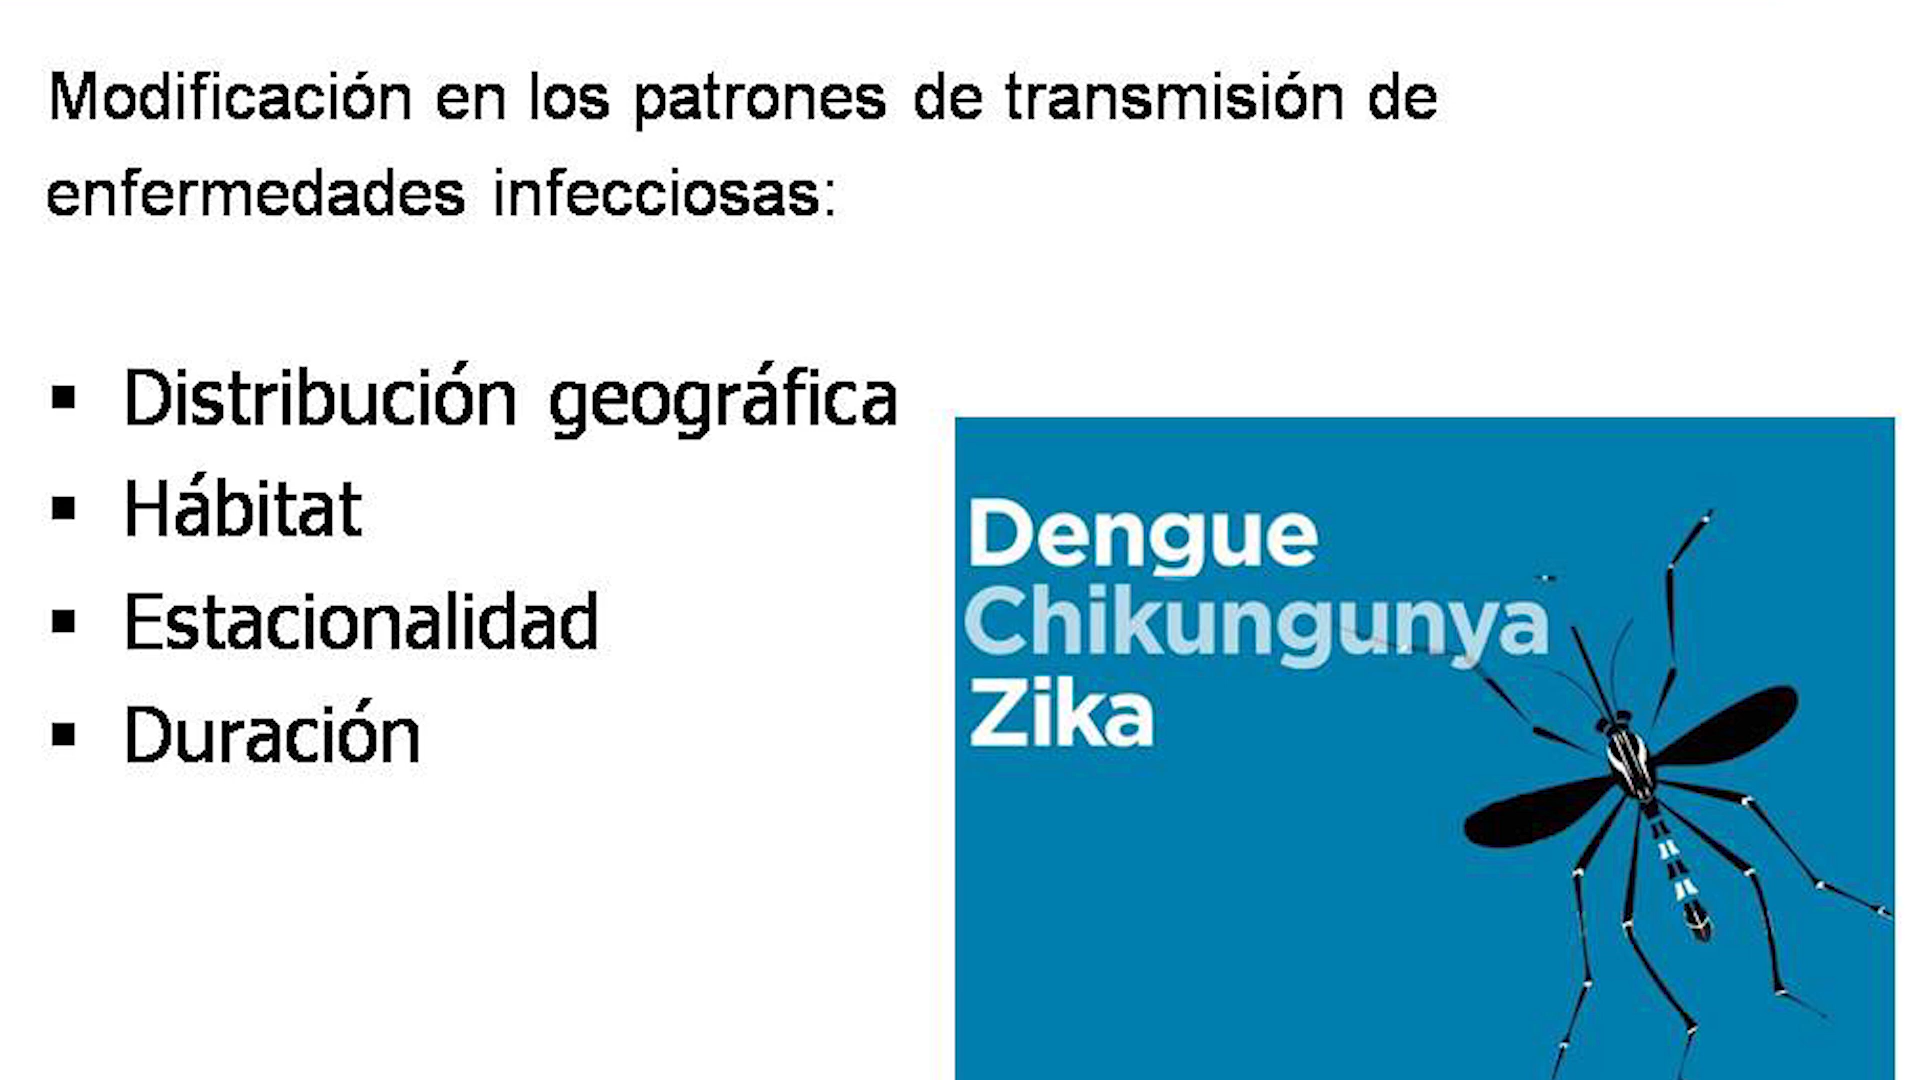 Modificación en los patrones de transmisión de
enfermedades infecciosas:
▪ Distribución geográfica
▪ Hábitat
▪ Estacionalidad
▪ Duración
Dengue
Chikungunya
Zika